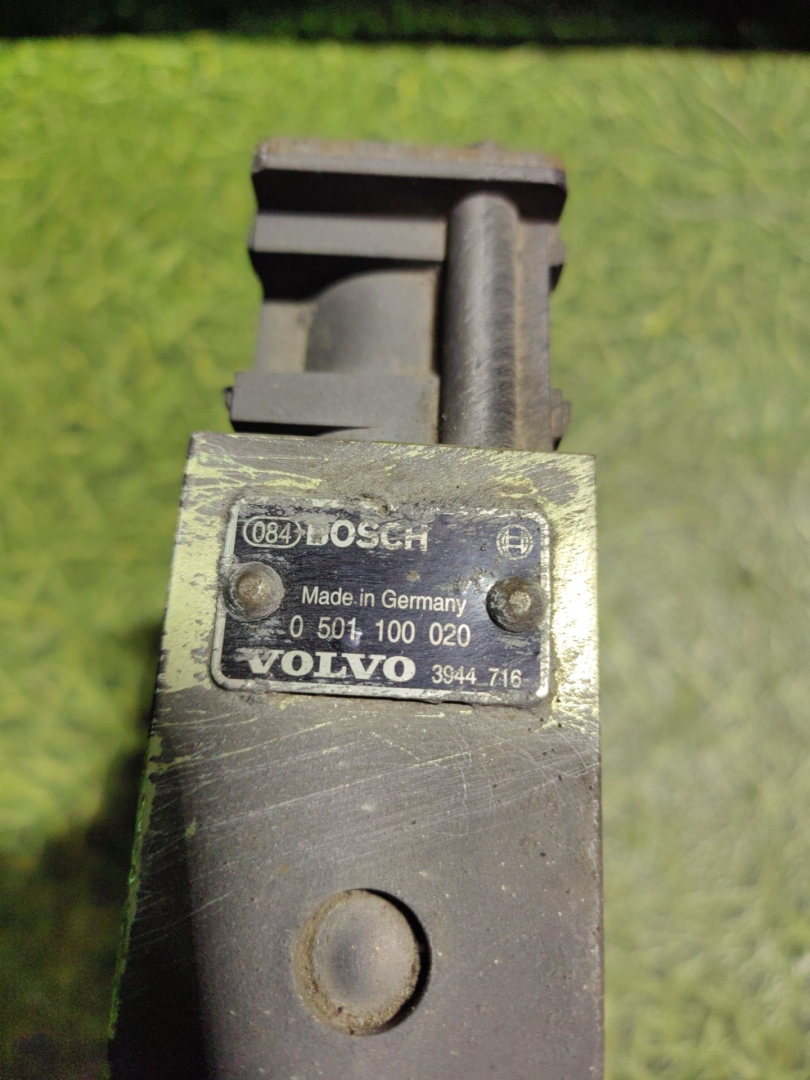 084 BOSCH
Made in Germany
0 501 100 020
VOLVO 3944 716